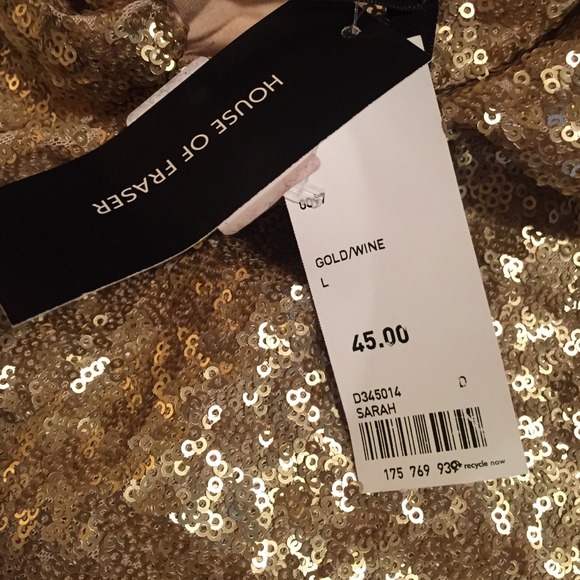 HOUSE OF FRASER
GOLD/WINE
L
45.00
D345014 D
SARAH
175 769 939
recycle now